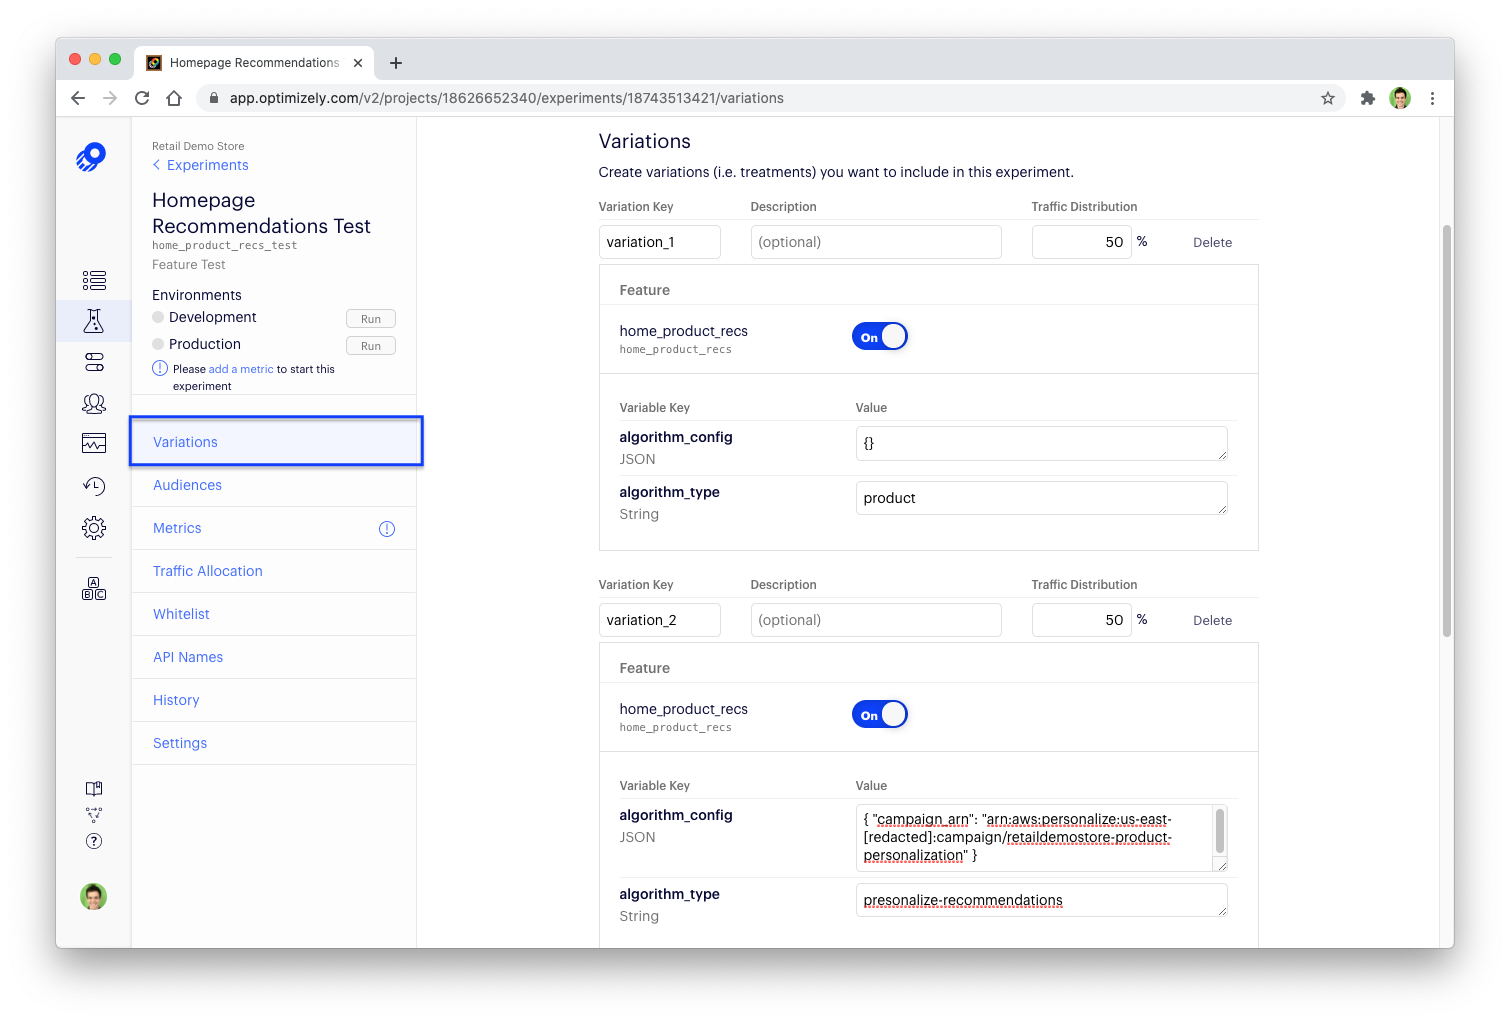 Homepage Recommendations
app.optimizely.com/v2/projects/18626652340/experiments/18743513421/variations
Retail Demo Store
< Experiments
Homepage
Recommendations Test
home_product_recs_test
Feature Test
Environments
Development
Run
Production
Run
Please add a metric to start this
experiment
Variations
Audiences
Metrics
Traffic Allocation
Whitelist
API Names
History
Settings
A
B C
?
Variations
Create variations (i.e. treatments) you want to include in this experiment.
Variation Key Description Traffic Distribution
variation_1 (optional) 50 % Delete
Feature
home_product_recs On
home_product_recs
Variable Key Value
algorithm_config {}
JSON
algorithm_type product
String
Variation Key Description Traffic Distribution
variation_2 (optional) 50 % Delete
Feature
home_product_recs On
home_product_recs
Variable Key Value
algorithm_config
JSON
{ "campaign_arn": "arn:aws:personalize:us-east-
[redacted]:campaign/retaildemostore-product-
personalization" }
algorithm_type presonalize-recommendations
String